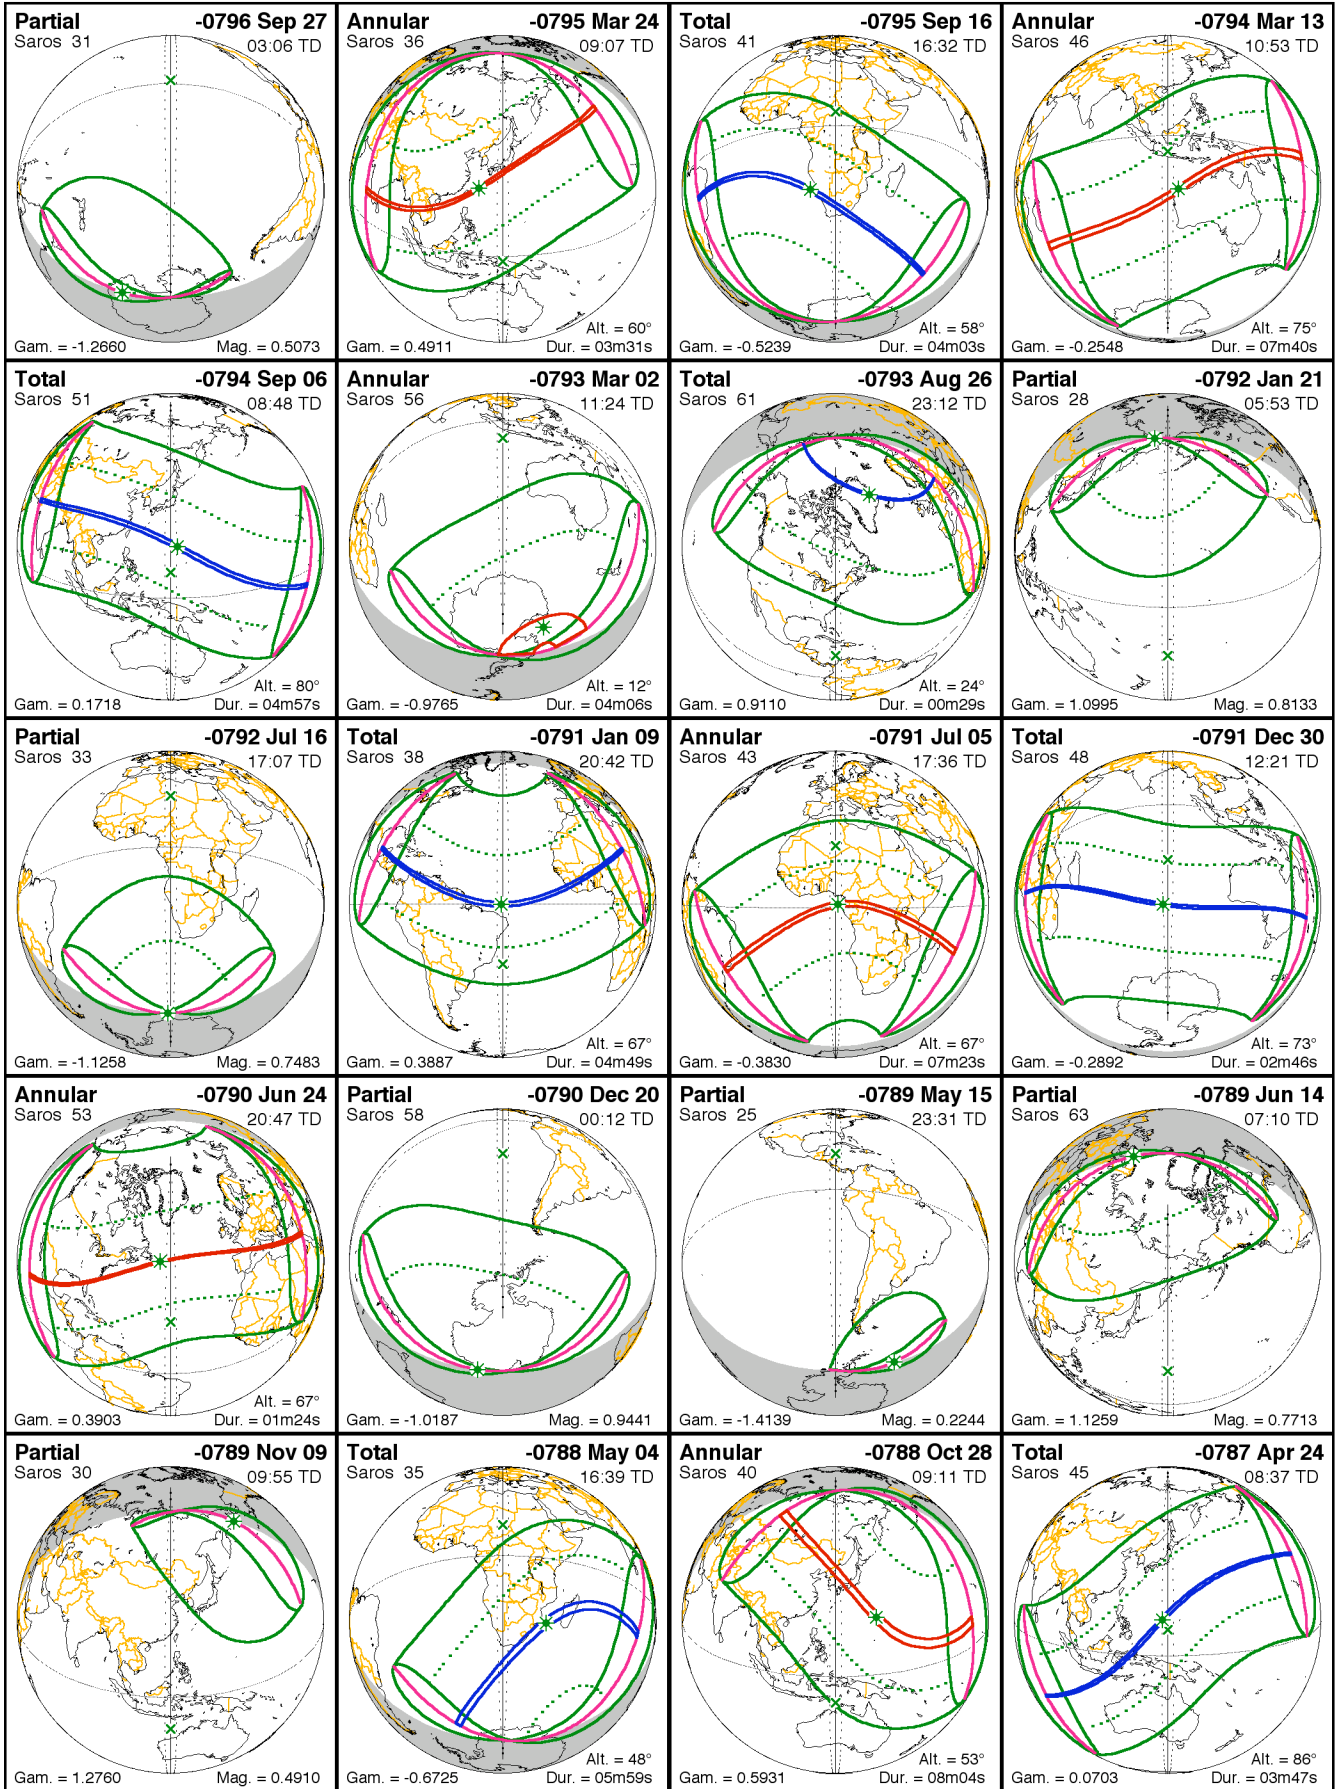 Partial -0796 Sep 27
Saros 31 03:06 TD
Gam. = -1.2660 Mag. = 0.5073
Annular -0795 Mar 24
Saros 36 09:07 TD
Alt. = 60°
Gam. = 0.4911 Dur. = 03m31s
Total -0795 Sep 16
Saros 41 16:32 TD
Alt. = 58°
Gam. = -0.5239 Dur. = 04m03s
Annular -0794 Mar 13
Saros 46 10:53 TD
Alt. = 75°
Gam. = -0.2548 Dur. = 07m40s
Total -0794 Sep 06
Saros 51 08:48 TD
Alt. = 80°
Gam. = 0.1718 Dur. = 04m57s
Annular -0793 Mar 02
Saros 56 11:24 TD
Alt. = 12°
Gam. = -0.9765 Dur. = 04m06s
Total -0793 Aug 26
Saros 61 23:12 TD
Alt. = 24°
Gam. = 0.9110 Dur. = 00m29s
Partial -0792 Jan 21
Saros 28 05:53 TD
Gam. = 1.0995 Mag. = 0.8133
Partial -0792 Jul 16
Saros 33 17:07 TD
Gam. = -1.1258 Mag. = 0.7483
Total -0791 Jan 09
Saros 38 20:42 TD
Alt. = 67°
Gam. = 0.3887 Dur. = 04m49s
Annular -0791 Jul 05
Saros 43 17:36 TD
Alt. = 67°
Gam. = -0.3830 Dur. = 07m23s
Total -0791 Dec 30
Saros 48 12:21 TD
Alt. = 73°
Gam. = -0.2892 Dur. = 02m46s
Annular -0790 Jun 24
Saros 53 20:47 TD
Alt. = 67°
Gam. = 0.3903 Dur. = 01m24s
Partial -0790 Dec 20
Saros 58 00:12 TD
Gam. = -1.0187 Mag. = 0.9441
Partial -0789 May 15
Saros 25 23:31 TD
Gam. = -1.4139 Mag. = 0.2244
Partial -0789 Jun 14
Saros 63 07:10 TD
Gam. = 1.1259 Mag. = 0.7713
Partial -0789 Nov 09
Saros 30 09:55 TD
Gam. = 1.2760 Mag. = 0.4910
Total -0788 May 04
Saros 35 16:39 TD
Alt. = 48°
Gam. = -0.6725 Dur. = 05m59s
Annular -0788 Oct 28
Saros 40 09:11 TD
Alt. = 53°
Gam. = 0.5931 Dur. = 08m04s
Total -0787 Apr 24
Saros 45 08:37 TD
Alt. = 86°
Gam. = 0.0703 Dur. = 03m47s